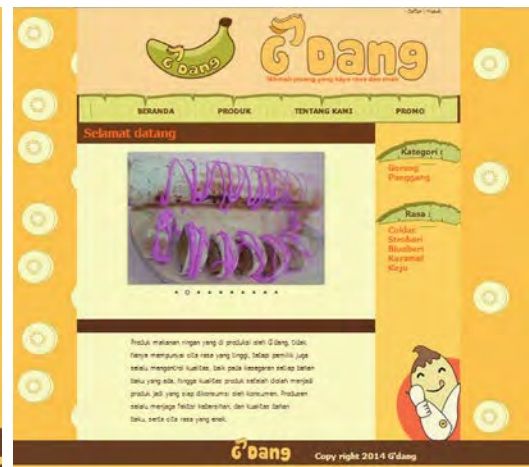 Daftar | Masuk
G'Dang
G'Dang
Nikmati pisang yang kaya rasa dan enak
BERANDA PRODUK TENTANG KAMI PROMO
Selamat datang
Kategori :
Goreng
Panggang
Rasa :
Coklat
Stroberi
Blueberi
Karamal
Keju
Produk makanan ringan yang di produksi oleh G'dang, tidak
hanya mempunyai cita rasa yang tinggi, tetapi pemilik juga
selalu mengontrol kualitas, baik pada kesegaran setiap bahan
baku yang ada, hingga kualitas produk setelah diolah menjadi
produk jadi yang siap dikonsumsi oleh konsumen. Produsen
selalu menjaga faktor kebersihan, dan kualitas bahan
baku, serta cita rasa yang enak.
G'Dang Copy right 2014 G'dang